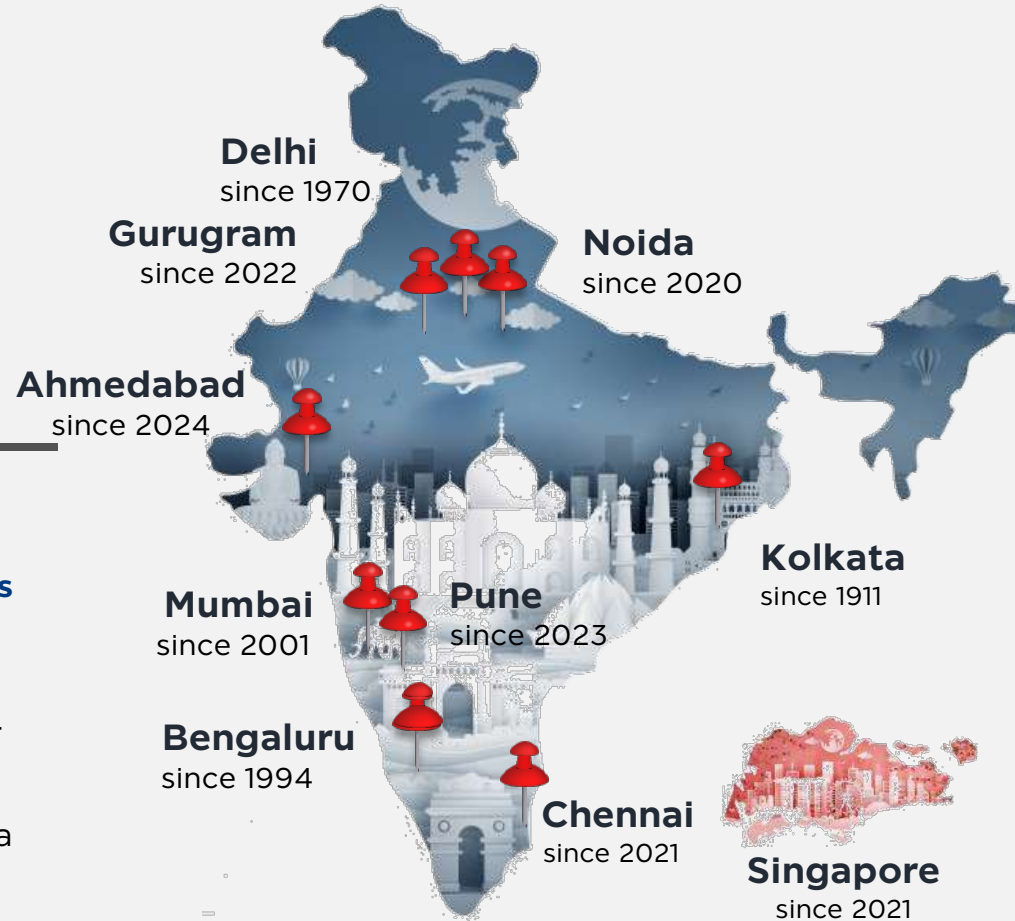 Delhi
since 1970
Gurugram
since 2022
Noida
since 2020
Ahmedabad
since 2024
Kolkata
since 1911
Mumbai
since 2001
Pune
since 2023
Bengaluru
since 1994
Chennai
since 2021
Singapore
since 2021